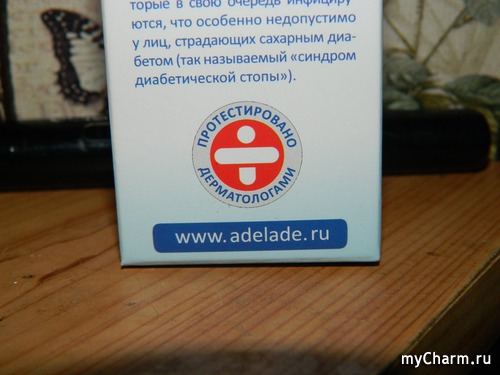 торые в свою очередь инфициру
ются, что особенно недопустимо
у лиц, страдающих сахарным диа-
бетом (так называемый «синдром
диабетической стопы»).
ПРОТЕСТИРОВАНО
ДЕРМАТОЛОГАМИ
www.adelade.ru
myCharm.ru